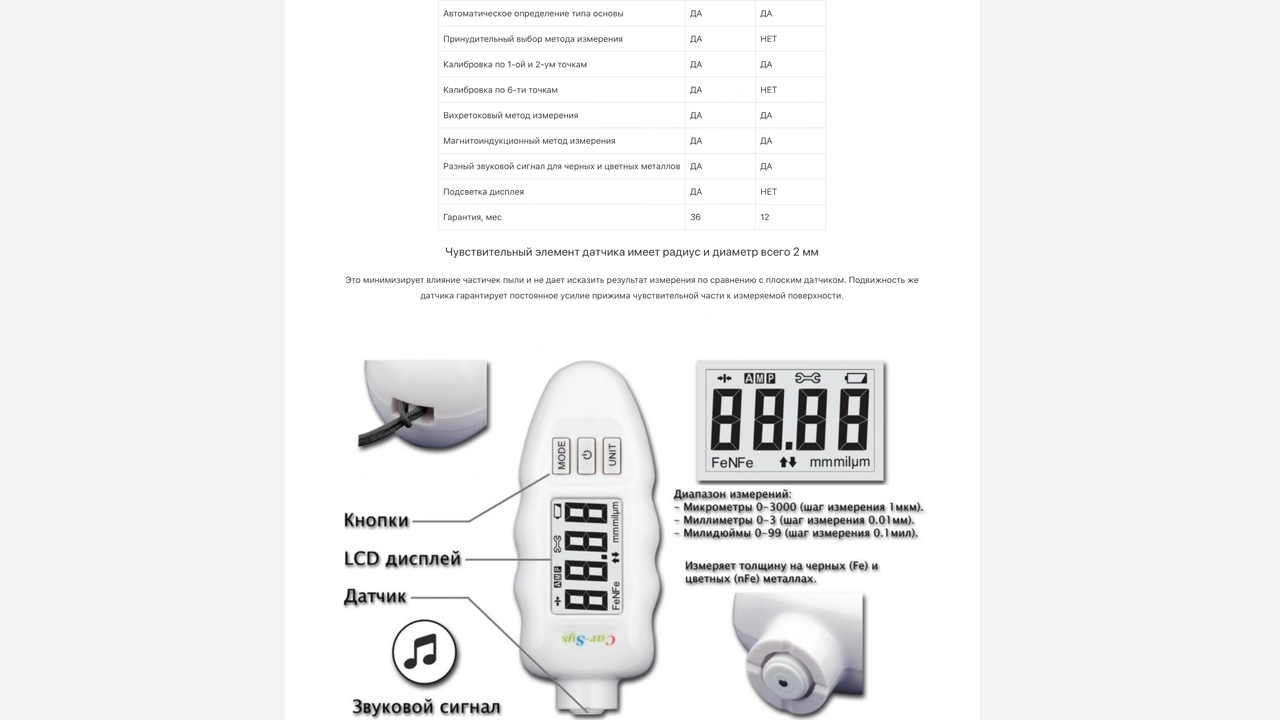 Автоматическое определение типа основы ДА ДА
Принудительный выбор метода измерения ДА НЕТ
Калибровка по 1-ой и 2-ум точкам ДА ДА
Калибровка по 6-ти точкам ДА НЕТ
Вихретоковый метод измерения ДА ДА
Магнитоиндукционный метод измерения ДА ДА
Разный звуковой сигнал для черных и цветных металлов ДА ДА
Подсветка дисплея ДА НЕТ
Гарантия, мес 36 12
Чувствительный элемент датчика имеет радиус и диаметр всего 2 мм
Это минимизирует влияние частичек пыли и не дает исказить результат измерения по сравнению с плоским датчиком. Подвижность же
датчика гарантирует постоянное усилие прижима чувствительной части к измеряемой поверхности.
AMP
88.88
FeNFe mmmilµm
MODE UNIT
Диапазон измерений:
- Микрометры 0-3000 (шаг измерения 1мкм).
- Миллиметры 0-3 (шаг измерения 0.01мм).
- Милидюймы 0-99 (шаг измерения 0.1мил).
Кнопки
LCD дисплей
Датчик
AMP
88.88
FeNFe mmmilµm
Car-Sys
Измеряет толщину на черных (Fe) и
цветных (nFe) металлах.
Звуковой сигнал